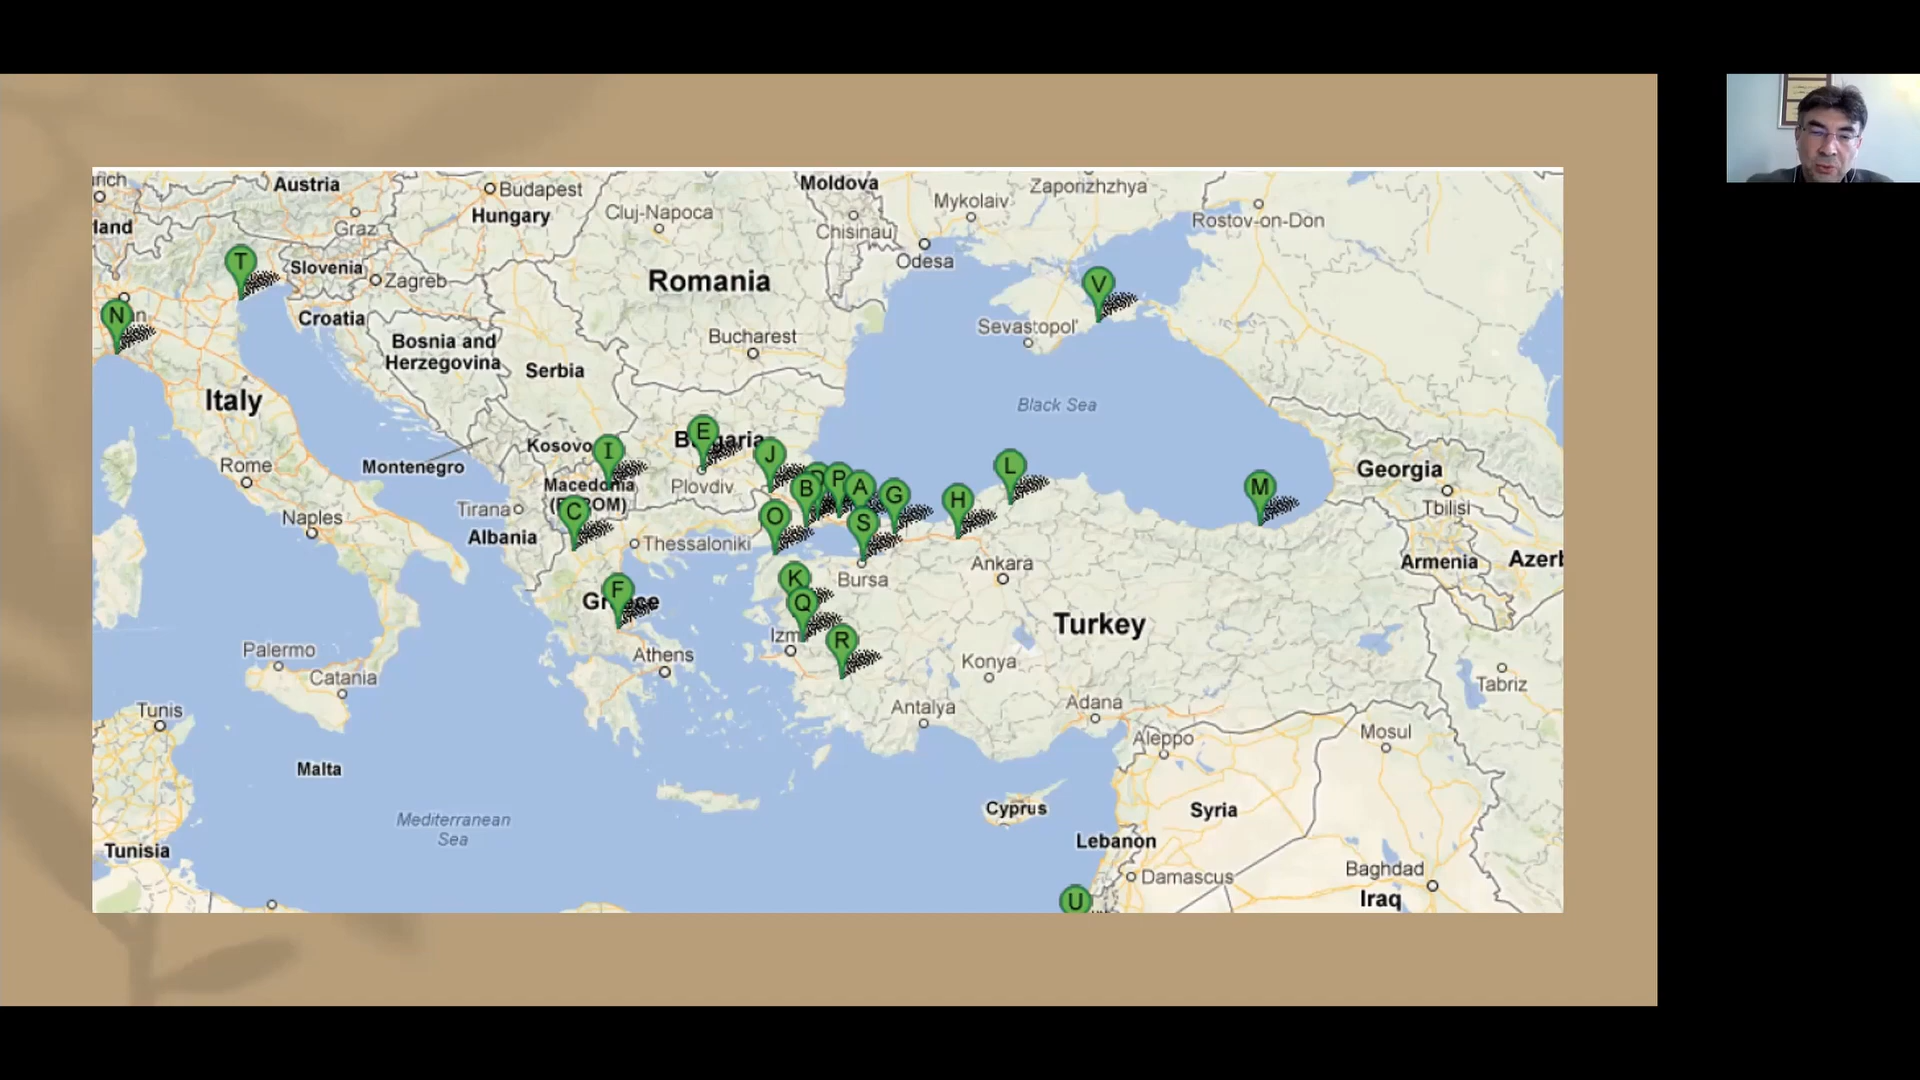 urich
Austria
Budapest
Hungary
Moldova
Zaporizhzhya
Cluj-Napoca
Mykolaiv
Rostov-on-Don
land
Graz
Chisinau
Odesa
T
Slovenia
Zagreb
Romania
V
N
Croatia
Sevastopol'
Bosnia and
Herzegovina
Bucharest
Serbia
Italy
Black Sea
E
Kosovo
I
J
Rome
Montenegro
L
Georgia
Macedonia
Plovdiv
B
P
A
G
H
M
Tirana
C
Tbilisi
Naples
O
S
Albania
Thessaloniki
Ankara
Armenia
Azerb
K
Bursa
F
Q
Turkey
Izm
R
Palermo
Athens
Konya
Catania
Tabriz
Tunis
Antalya
Adana
Aleppo
Mosul
Malta
Cyprus
Syria
Mediterranean
Sea
Lebanon
Tunisia
Baghdad
Damascus
Iraq
U